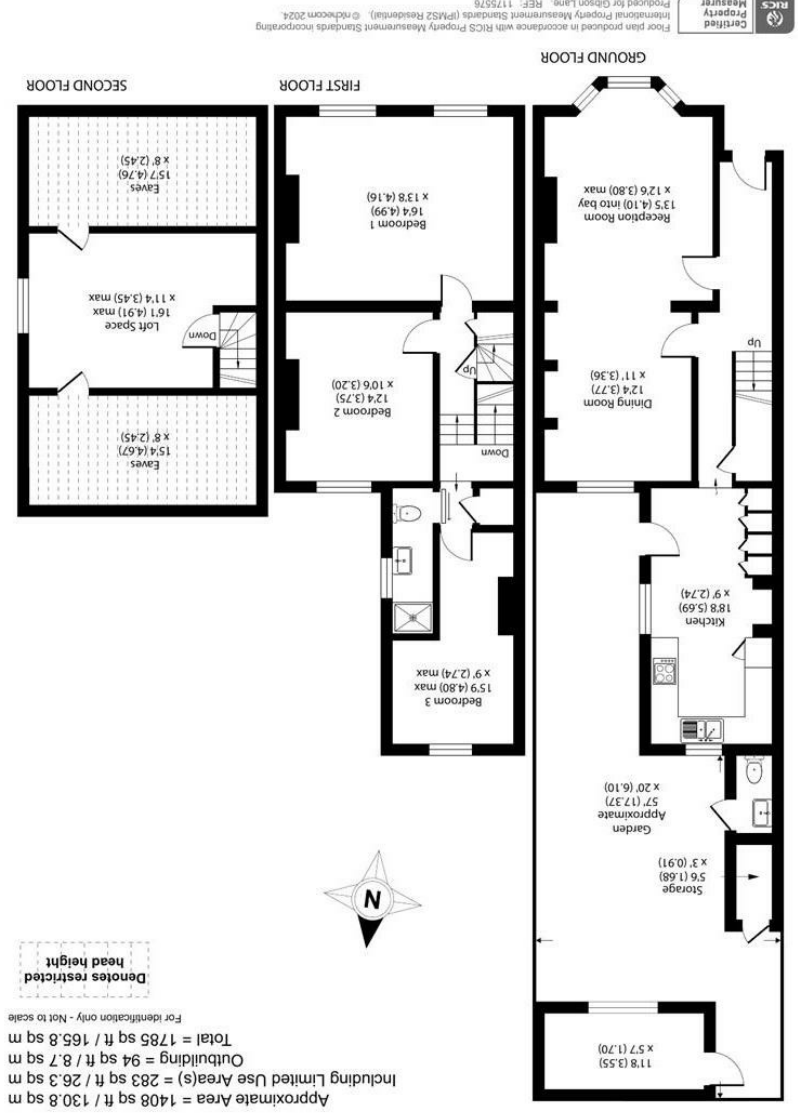 Approximate Area = 1408 sq ft / 130.8 sq m
Including Limited Use Area(s) = 283 sq ft / 26.3 sq m
Outbuilding = 94 sq ft / 8.7 sq m
Total = 1785 sq ft / 165.8 sq m
For identification only - Not to scale
Denotes restricted
head height
N
11'8 (3.55)
x 5'7 (1.70)
Storage
5'6 (1.68)
x 3' (0.91)
Garden
Approximate
57' (17.37)
x 20' (6.10)
Kitchen
18'8 (5.69)
x 9' (2.74)
Up
Dining Room
12'4 (3.77)
x 11' (3.36)
Reception Room
13'5 (4.10) into bay
x 12'6 (3.80) max
GROUND FLOOR
Bedroom 3
15'9 (4.80) max
x 9' (2.74) max
Down
Up
Bedroom 2
12'4 (3.75)
x 10'6 (3.20)
Bedroom 1
16'4 (4.99)
x 13'8 (4.16)
FIRST FLOOR
Eaves
15'4 (4.67)
x 8' (2.45)
Down
Loft Space
16'1 (4.91) max
x 11'4 (3.45) max
Eaves
15'7 (4.76)
x 8' (2.45)
SECOND FLOOR
RICS
Certified
Property
Measurer
Floor plan produced in accordance with RICS Property Measurement Standards incorporating
International Property Measurement Standards (IPMS2 Residential). © nichecom 2024.
Produced for Gibson Lane. REF: 1175576